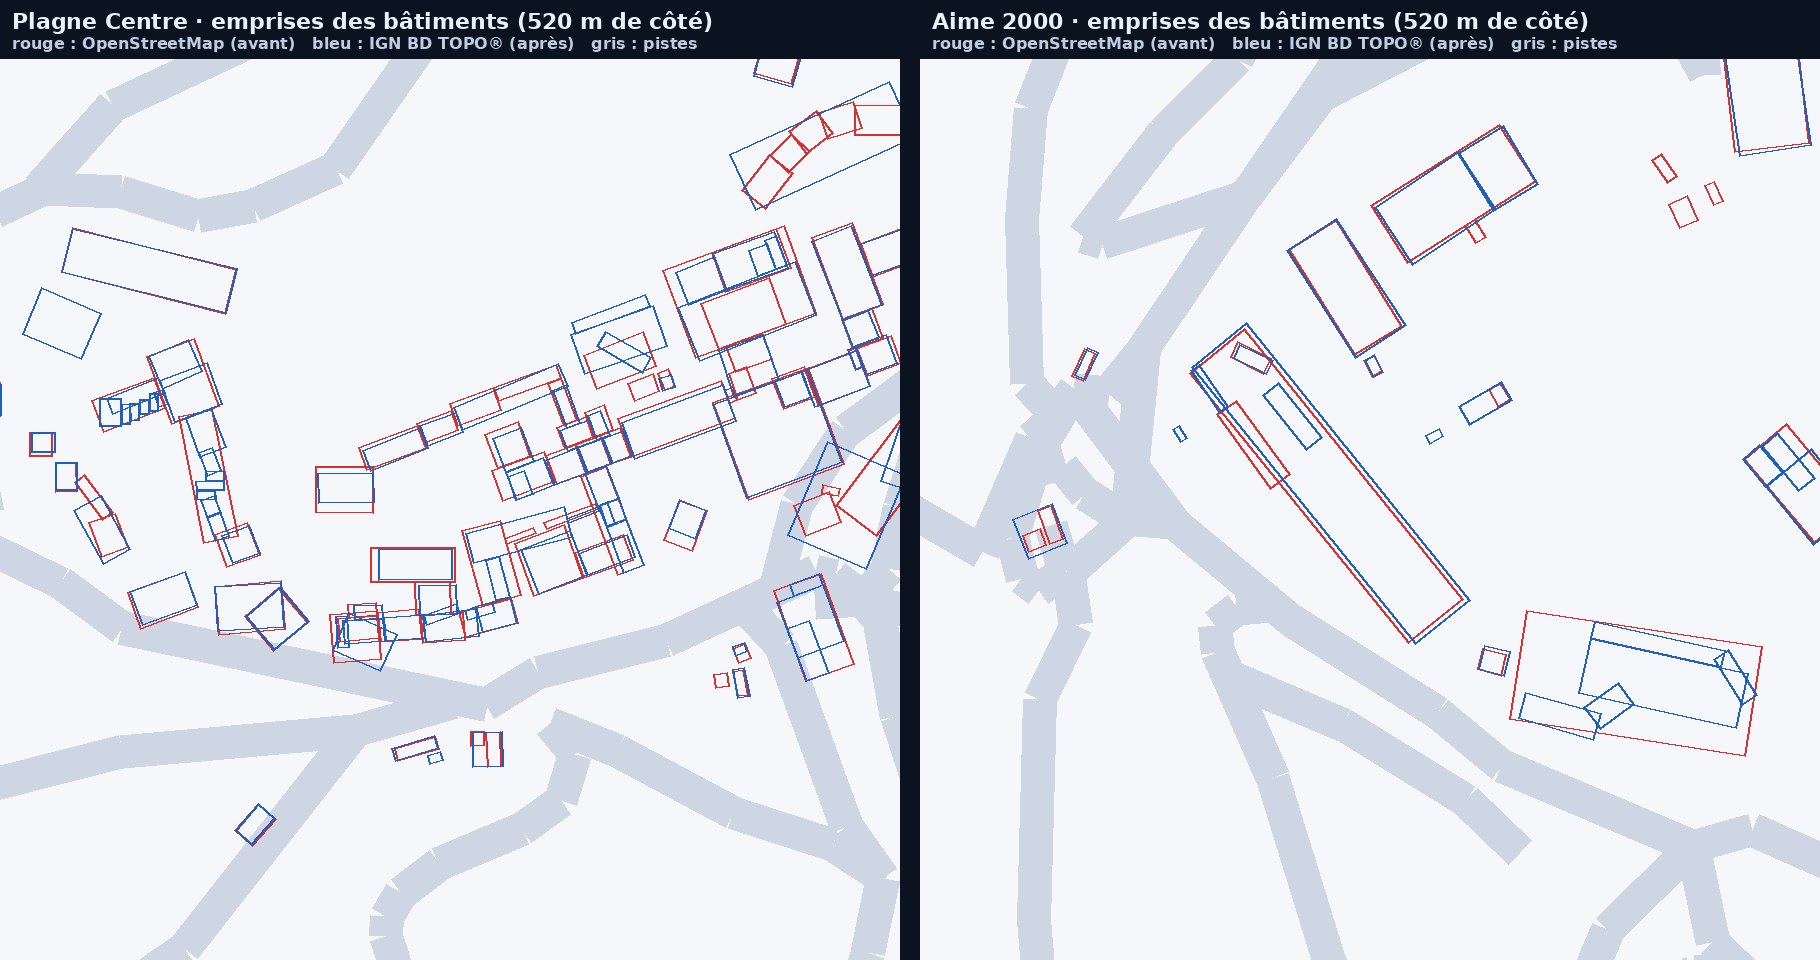 Plagne Centre · emprises des bâtiments (520 m de côté)
rouge : OpenStreetMap (avant)   bleu : IGN BD TOPO® (après)   gris : pistes
Aime 2000 · emprises des bâtiments (520 m de côté)
rouge : OpenStreetMap (avant)   bleu : IGN BD TOPO® (après)   gris : pistes